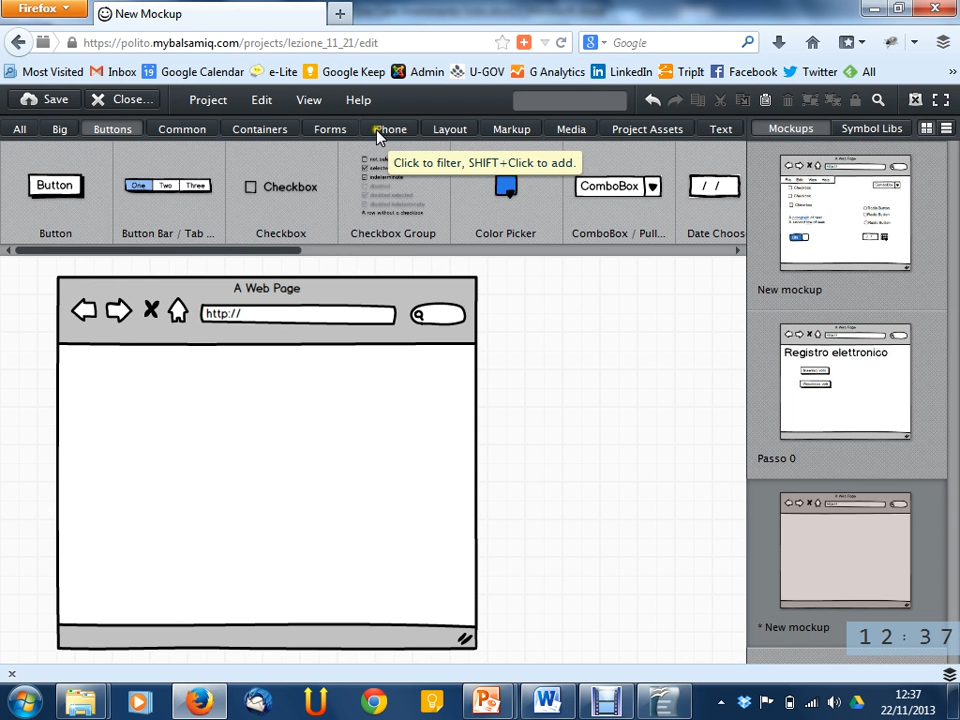 Firefox
New Mockup
https://polito.mybalsamiq.com/projects/lezione_11_21/edit
Google
Most Visited
Inbox
Google Calendar
e-Lite
Google Keep
Admin
U-GOV
G Analytics
LinkedIn
TripIt
Facebook
Twitter
All
Save
Close...
Project
Edit
View
Help
All
Big
Buttons
Common
Containers
Forms
iPhone
Layout
Markup
Media
Project Assets
Text
Mockups
Symbol Libs
Click to filter, SHIFT+Click to add.
Button
One
Two
Three
Checkbox
A row without a checkbox
ComboBox
/ /
Button
Button Bar / Tab ...
Checkbox
Checkbox Group
Color Picker
ComboBox / Pull...
Date Choos
A Web Page
http://
New mockup
Registro elettronico
Passo 0
* New mockup
12:37
12:37
22/11/2013